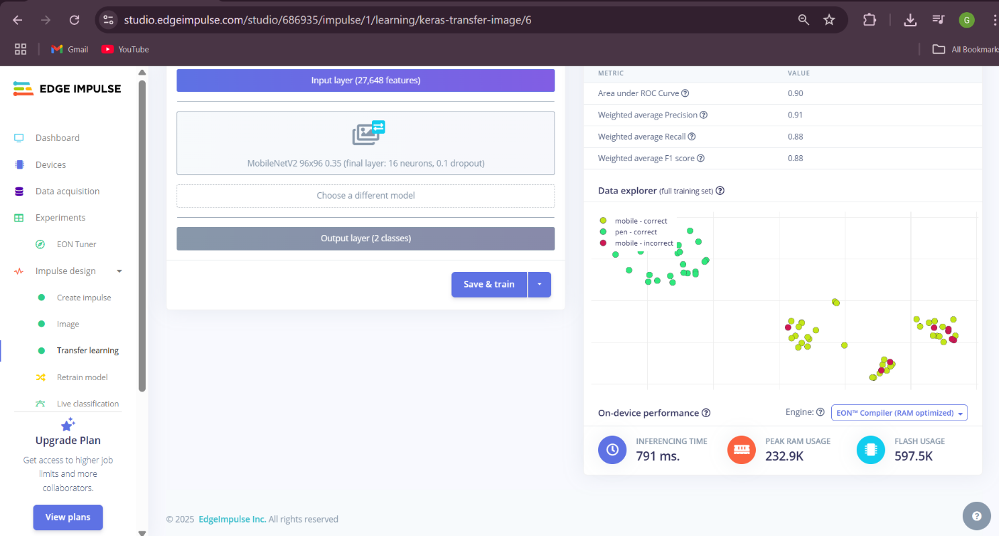 studio.edgeimpulse.com/studio/686935/impulse/1/learning/keras-transfer-image/6
G
Gmail
YouTube
All Bookmarks
EDGE IMPULSE
Dashboard
Devices
Data acquisition
Experiments
EON Tuner
Impulse design
Create impulse
Image
Transfer learning
Retrain model
Live classification
Upgrade Plan
Get access to higher job
limits and more
collaborators.
View plans
Input layer (27,648 features)
MobileNetV2 96x96 0.35 (final layer: 16 neurons, 0.1 dropout)
Choose a different model
Output layer (2 classes)
Save & train
METRIC VALUE
Area under ROC Curve ? 0.90
Weighted average Precision ? 0.91
Weighted average Recall ? 0.88
Weighted average F1 score ? 0.88
Data explorer (full training set) ?
mobile - correct
pen - correct
mobile - incorrect
On-device performance ? Engine: ? EON™ Compiler (RAM optimized)
INFERENCING TIME
791 ms.
PEAK RAM USAGE
232.9K
FLASH USAGE
597.5K
© 2025 EdgeImpulse Inc. All rights reserved
?